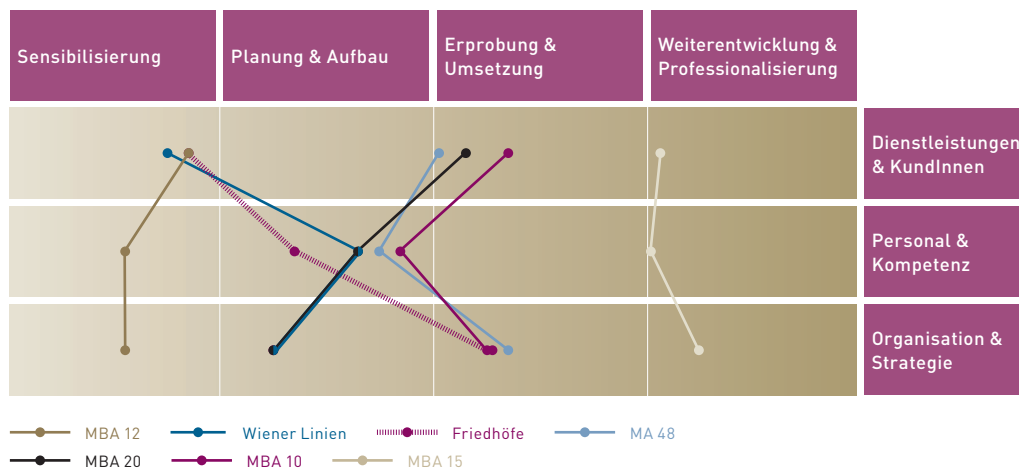 Sensibilisierung
Planung & Aufbau
Erprobung &
Umsetzung
Weiterentwicklung &
Professionalisierung
Dienstleistungen
& KundInnen
Personal &
Kompetenz
Organisation &
Strategie
MBA 12
Wiener Linien
Friedhöfe
MA 48
MBA 20
MBA 10
MBA 15